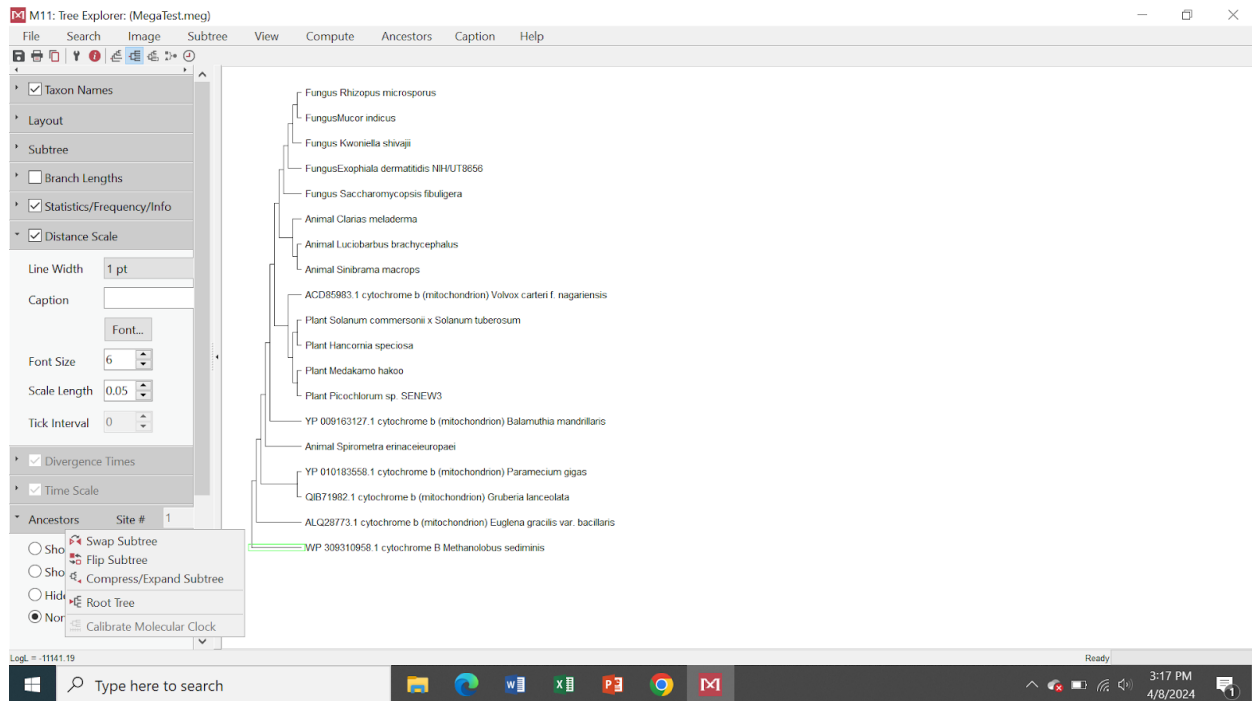 M11: Tree Explorer: (MegaTest.meg)
File Search Image Subtree View Compute Ancestors Caption Help
Taxon Names
Layout
Subtree
Branch Lengths
Statistics/Frequency/Info
Distance Scale
Line Width 1 pt
Caption
Font...
Font Size 6
Scale Length 0.05
Tick Interval 0
Divergence Times
Time Scale
Ancestors Site # 1
Sho
Sho
Hide
Nor
Swap Subtree
Flip Subtree
Compress/Expand Subtree
Root Tree
Calibrate Molecular Clock
Fungus Rhizopus microsporus
FungusMucor indicus
Fungus Kwoniella shivajii
FungusExophiala dermatitidis NIH/UT8656
Fungus Saccharomycopsis fibuligera
Animal Clarias meladerma
Animal Luciobarbus brachycephalus
Animal Sinibrama macrops
ACD85983.1 cytochrome b (mitochondrion) Volvox carteri f. nagariensis
Plant Solanum commersonii x Solanum tuberosum
Plant Hancornia speciosa
Plant Medakamo hakoo
Plant Picochlorum sp. SENEW3
YP 009163127.1 cytochrome b (mitochondrion) Balamuthia mandrillaris
Animal Spirometra erinaceieuropaei
YP 010183558.1 cytochrome b (mitochondrion) Paramecium gigas
QIB71982.1 cytochrome b (mitochondrion) Gruberia lanceolata
ALQ28773.1 cytochrome b (mitochondrion) Euglena gracilis var. bacillaris
WP 309310958.1 cytochrome B Methanolobus sediminis
LogL = -11141.19
Ready
Type here to search
3:17 PM
4/8/2024
1